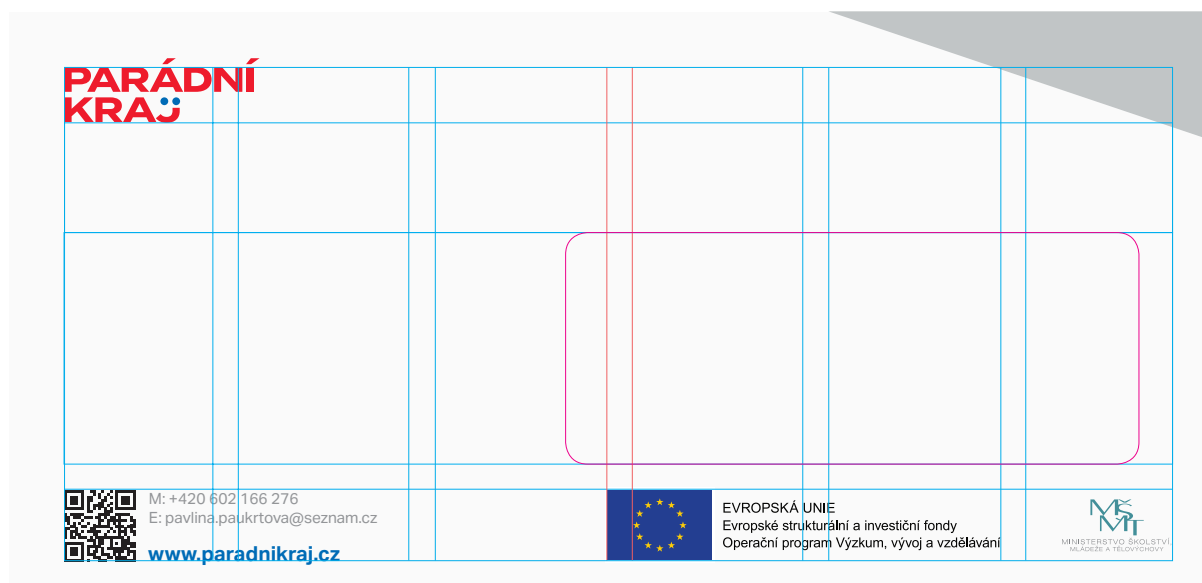 PARÁDNÍ
KRAJ
M: +420 602 166 276
E: pavlina.paukrtova@seznam.cz
www.paradnikraj.cz
EVROPSKÁ UNIE
Evropské strukturální a investiční fondy
Operační program Výzkum, vývoj a vzdělávání
MŠMT
MINISTERSTVO ŠKOLSTVÍ,
MLÁDEŽE A TĚLOVÝCHOVY